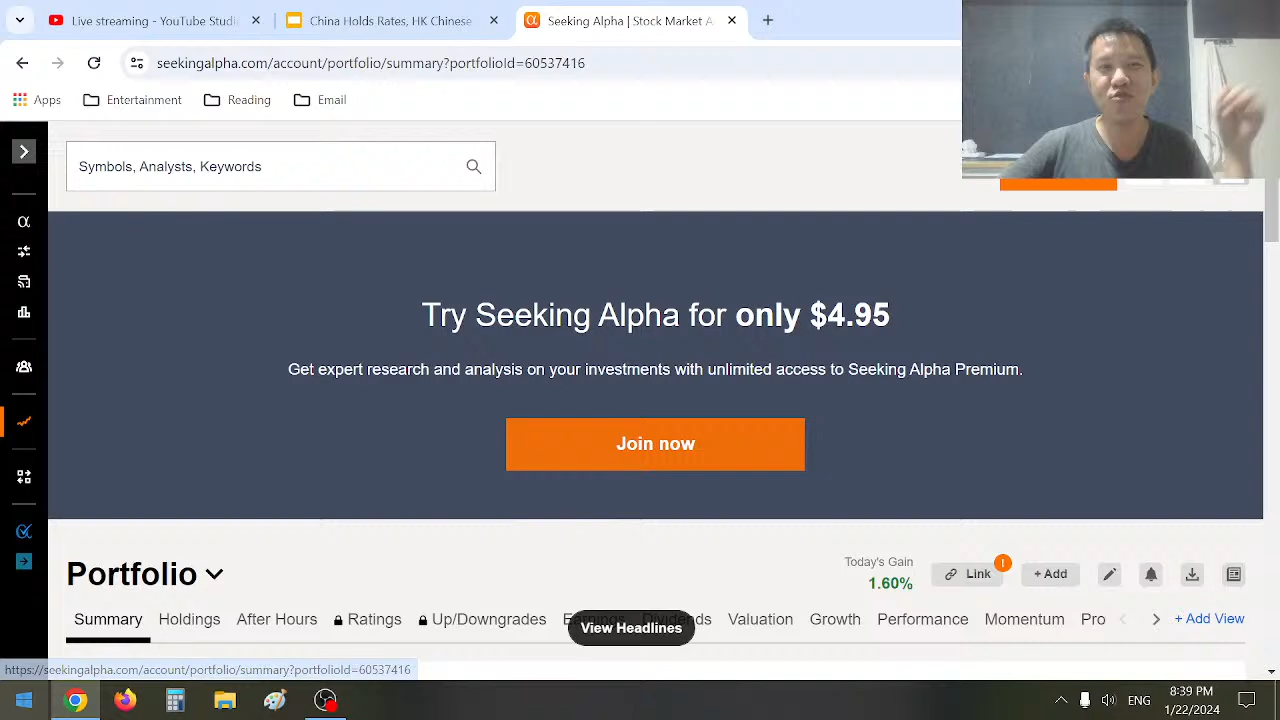 Live streaming - YouTube Studi
China Holds Rates, HK Chinese
Seeking Alpha | Stock Market A
seekingalpha.com/account/portfolio/summary?portfolioId=60537416
Apps
Entertainment
Reading
Email
Symbols, Analysts, Keywords
Try Seeking Alpha for only $4.95
Get expert research and analysis on your investments with unlimited access to Seeking Alpha Premium.
Join now
Portfolio
Today's Gain
1.60%
Link
!
+ Add
Summary Holdings After Hours Ratings Up/Downgrades Earnings Dividends Valuation Growth Performance Momentum Pro + Add View
View Headlines
https://seekingalpha.com/account/portfolio/summary?portfolioId=60537416
ENG
8:39 PM
1/22/2024